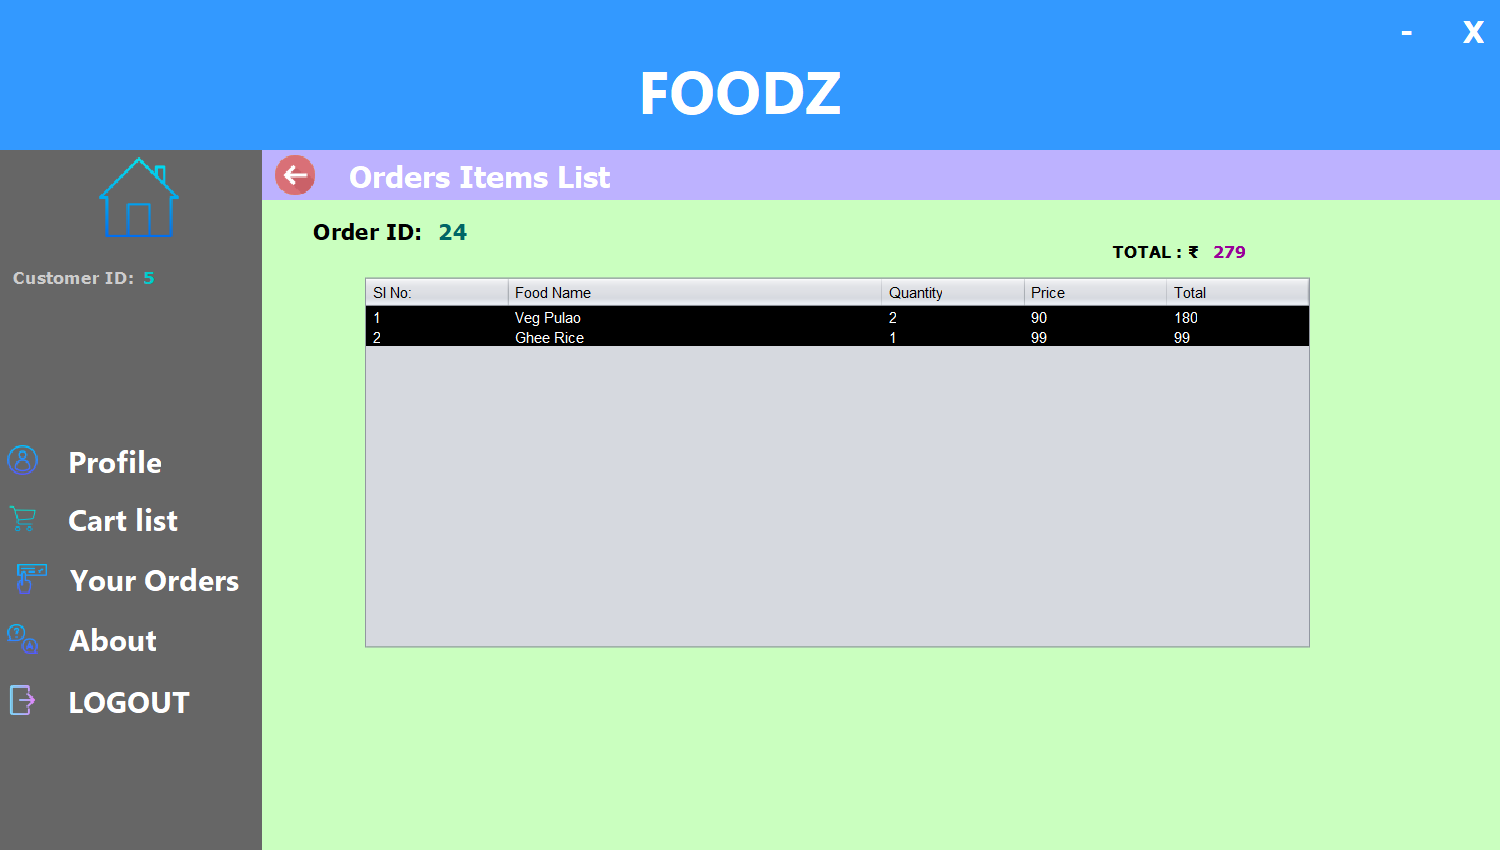 - X
FOODZ
Orders Items List
Order ID: 24
TOTAL : ₹ 279
Customer ID: 5
Sl No: Food Name Quantity Price Total
1 Veg Pulao 2 90 180
2 Ghee Rice 1 99 99
Profile
Cart list
Your Orders
About
LOGOUT